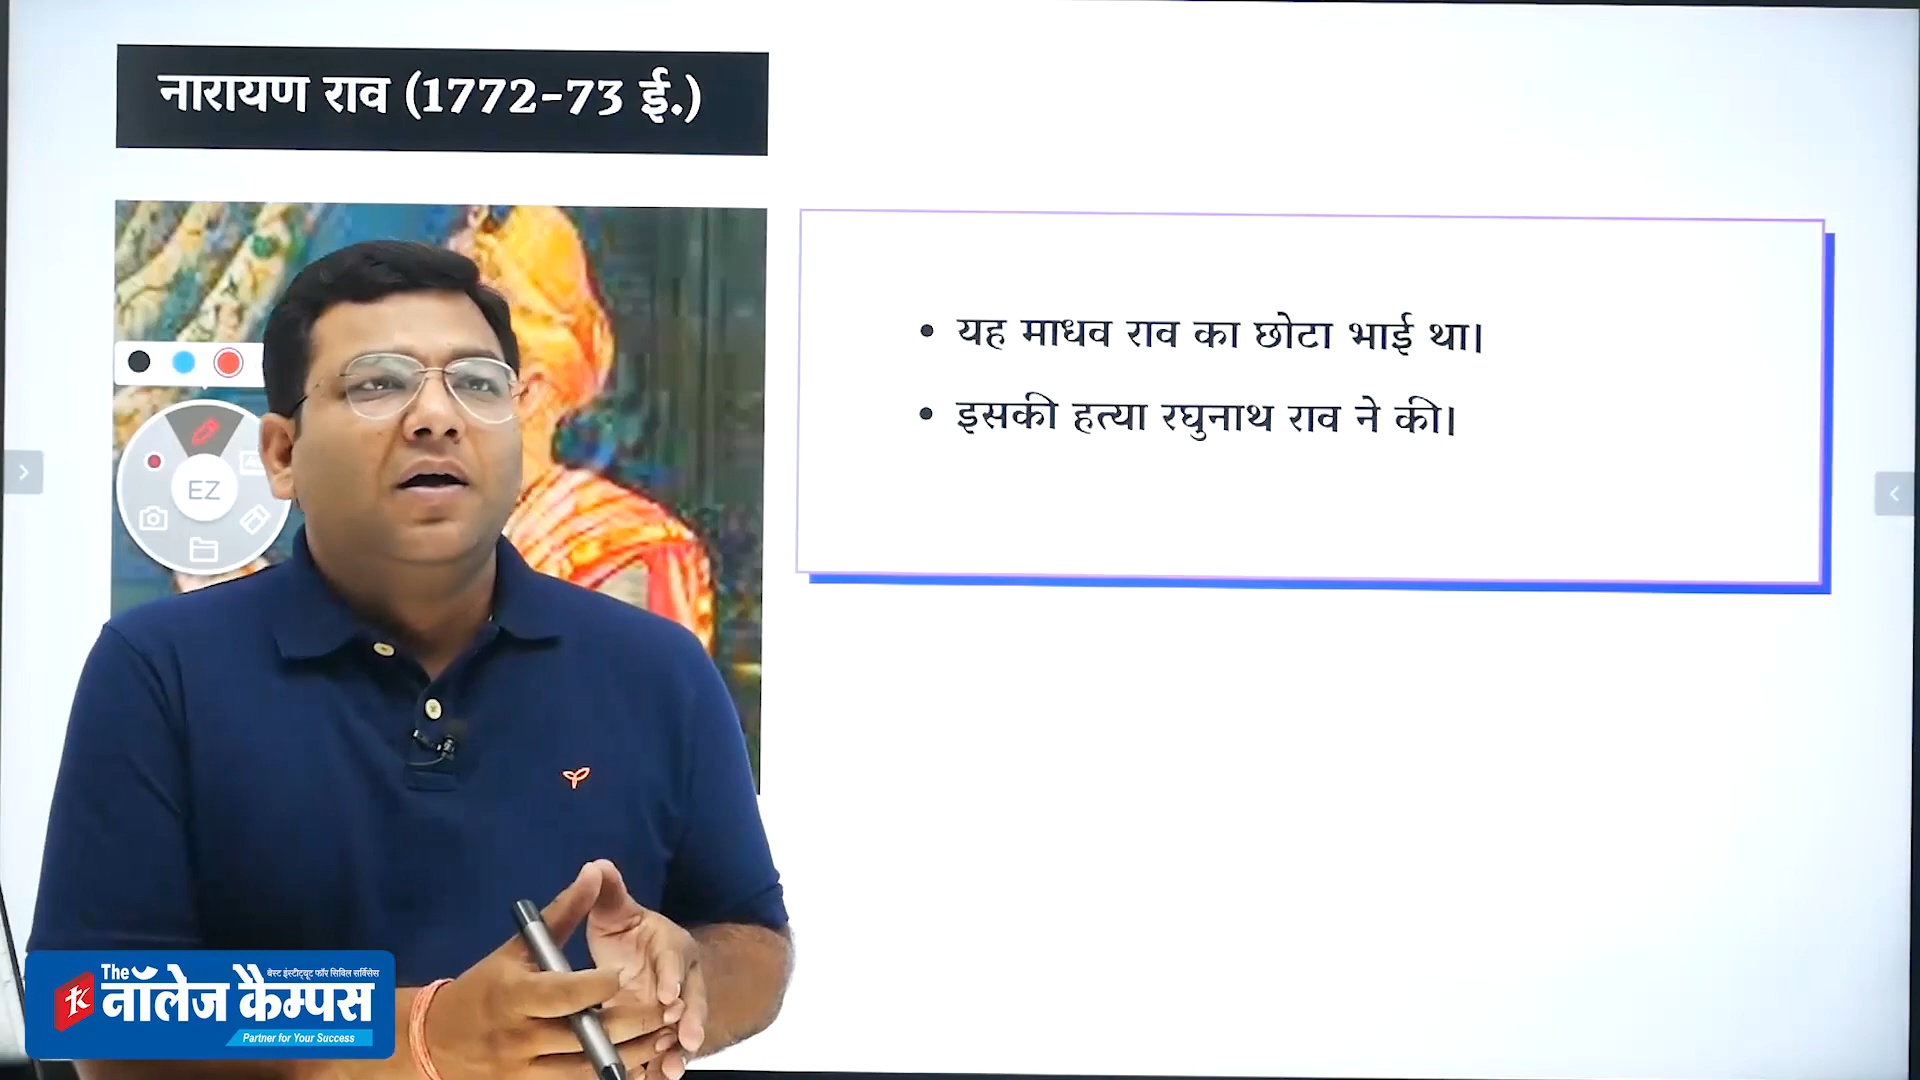 नारायण राव (1772-73 ई.)
• यह माधव राव का छोटा भाई था।
• इसकी हत्या रघुनाथ राव ने की।
EZ
The
बेस्ट इंस्टीट्यूट फॉर सिविल सर्विसेस
नॉलेज कैम्पस
Partner for Your Success